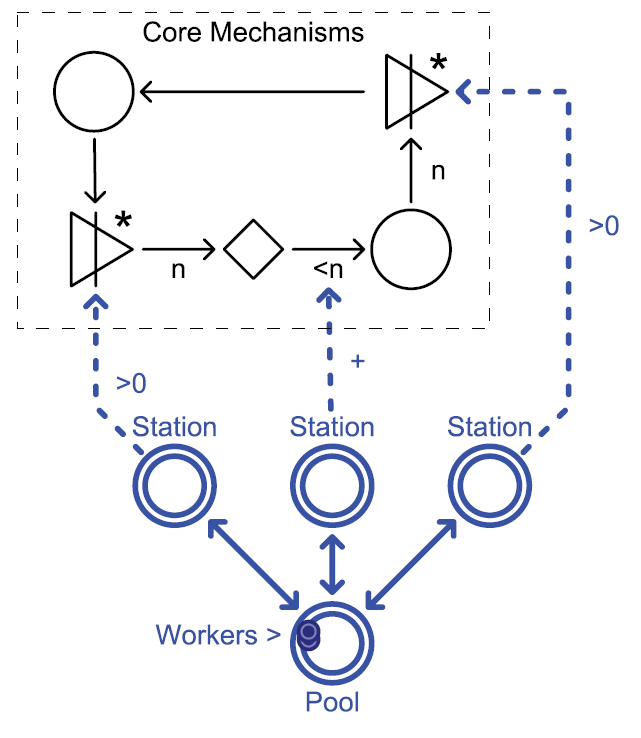 Core Mechanisms
*
n
*
n
<n
>0
>0
+
Station
Station
Station
Workers >
Pool